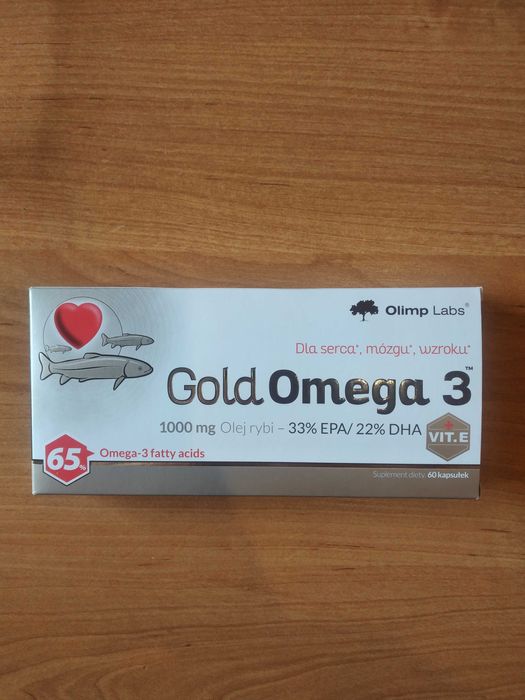 Olimp Labs®
Dla serca*, mózgu*, wzroku*
Gold Omega 3™
1000 mg Olej rybi – 33% EPA/ 22% DHA
+
VIT.E
65%
Omega-3 fatty acids
Suplement diety. 60 kapsułek